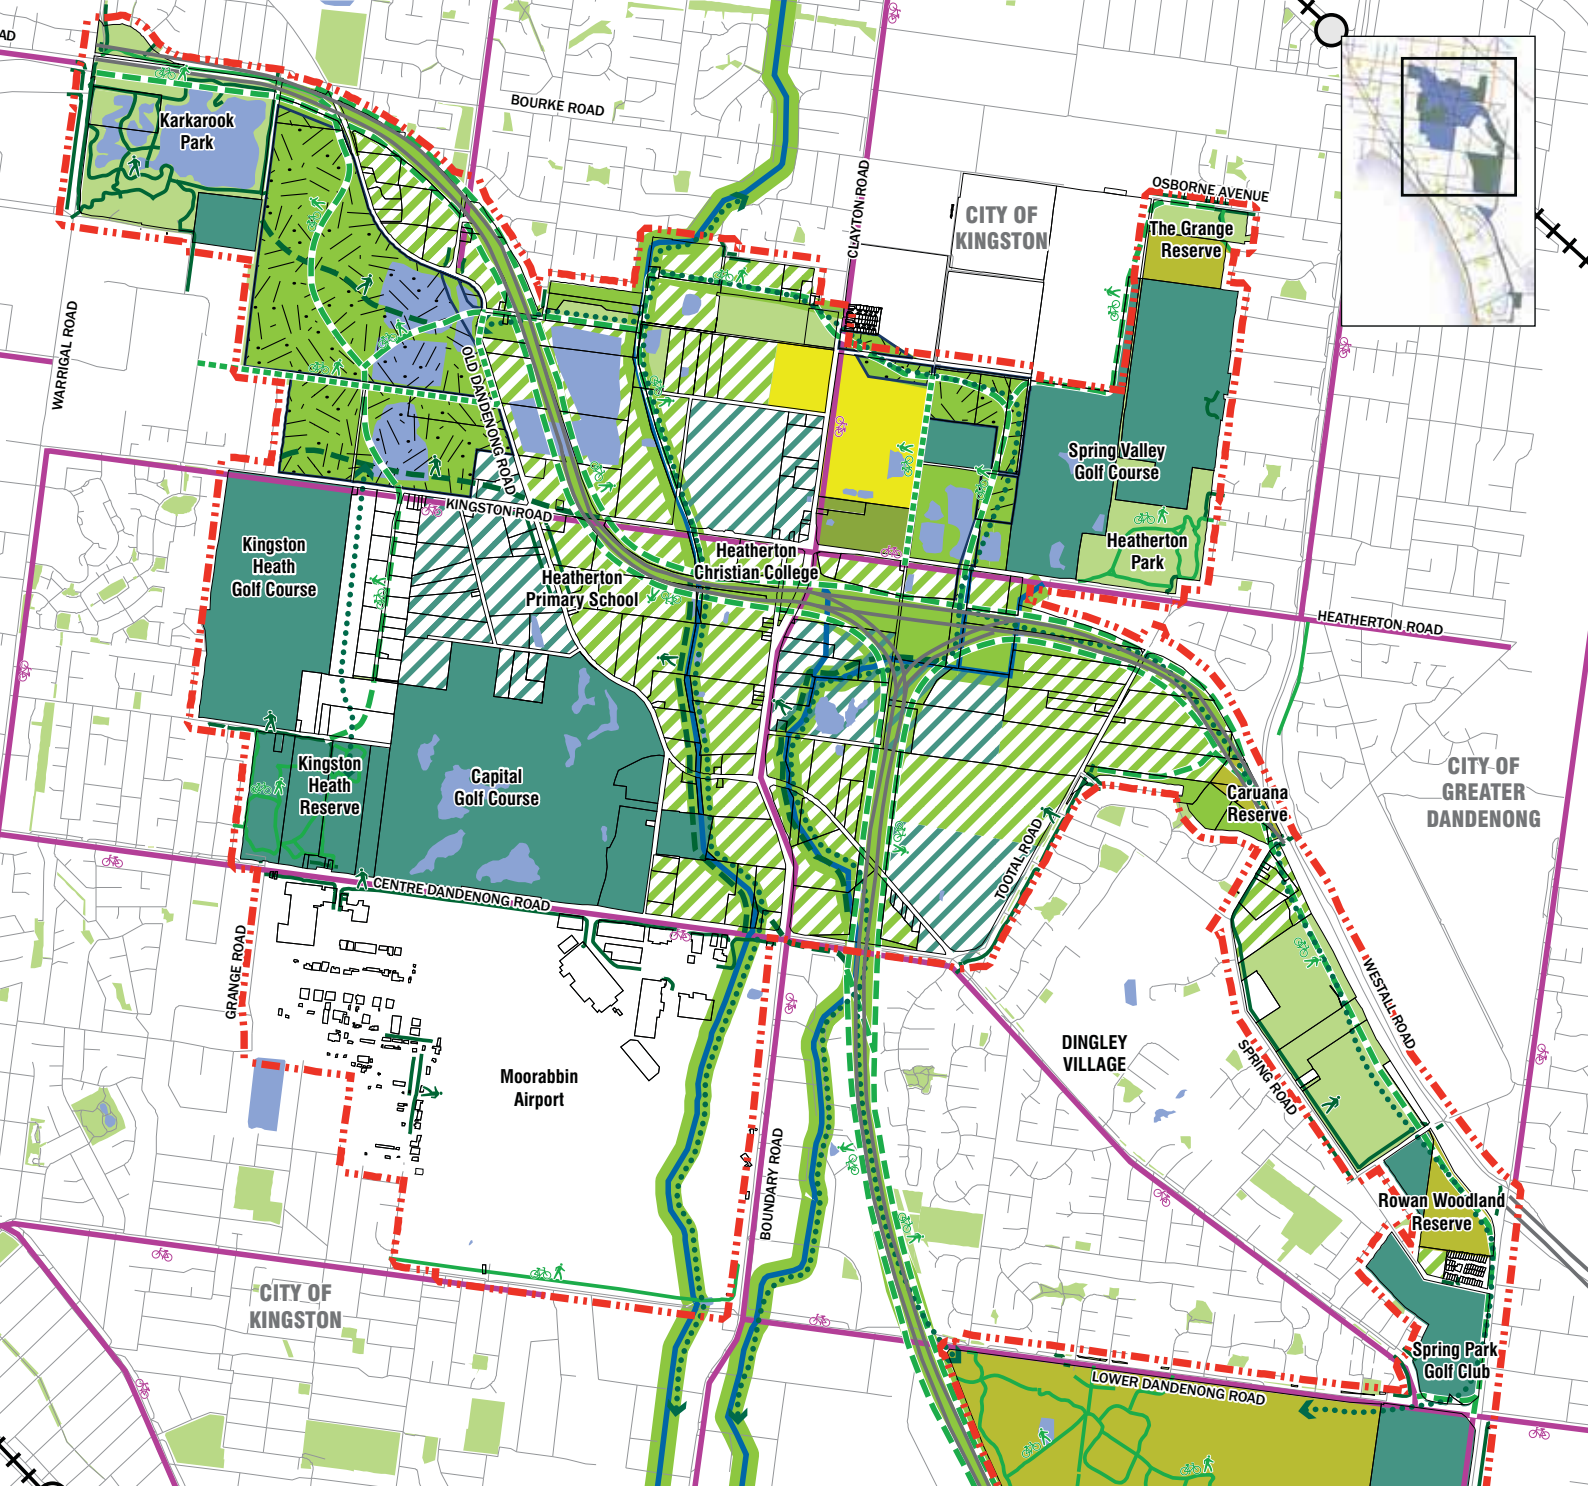 AD
BOURKE ROAD
Karkarook
Park
OSBORNE AVENUE
CLAYTON ROAD
CITY OF
KINGSTON
The Grange
Reserve
WARRIGAL ROAD
OLD DANDENONG ROAD
Spring Valley
Golf Course
KINGSTON ROAD
Heatherton
Park
Kingston
Heath
Golf Course
Heatherton
Christian College
Heatherton
Primary School
HEATHERTON ROAD
Kingston
Heath
Reserve
Capital
Golf Course
CITY OF
GREATER
DANDENONG
Caruana
Reserve
TOOTAL ROAD
CENTRE DANDENONG ROAD
GRANGE ROAD
WESTALL ROAD
DINGLEY
VILLAGE
SPRING ROAD
Moorabbin
Airport
BOUNDARY ROAD
Rowan Woodland
Reserve
CITY OF
KINGSTON
Spring Park
Golf Club
LOWER DANDENONG ROAD